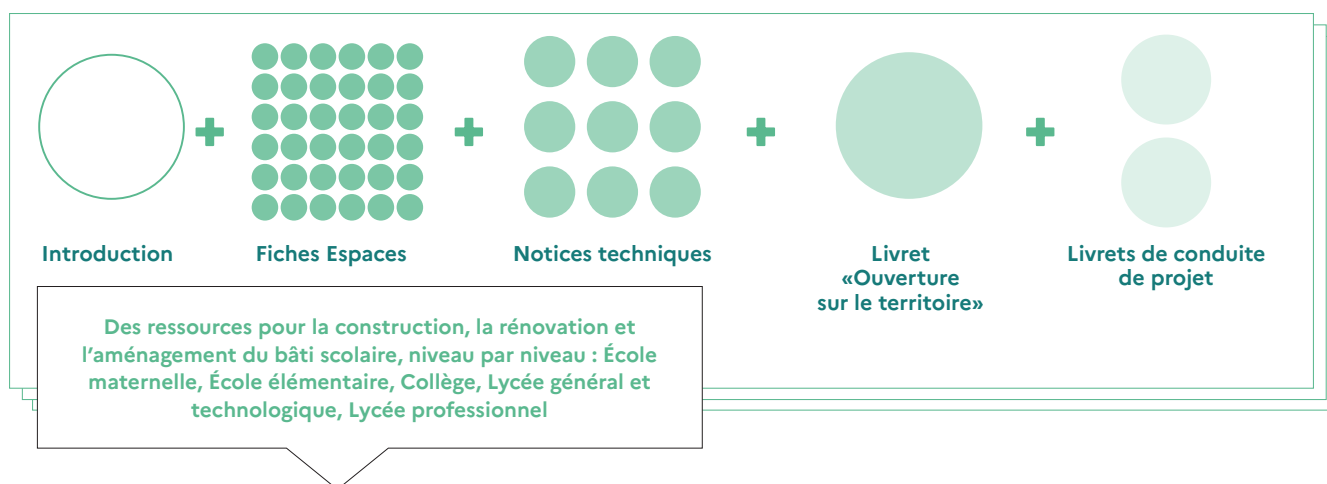 Introduction
Fiches Espaces
Notices techniques
Livret
«Ouverture
sur le territoire»
Livrets de conduite
de projet
Des ressources pour la construction, la rénovation et
l’aménagement du bâti scolaire, niveau par niveau : École
maternelle, École élémentaire, Collège, Lycée général et
technologique, Lycée professionnel